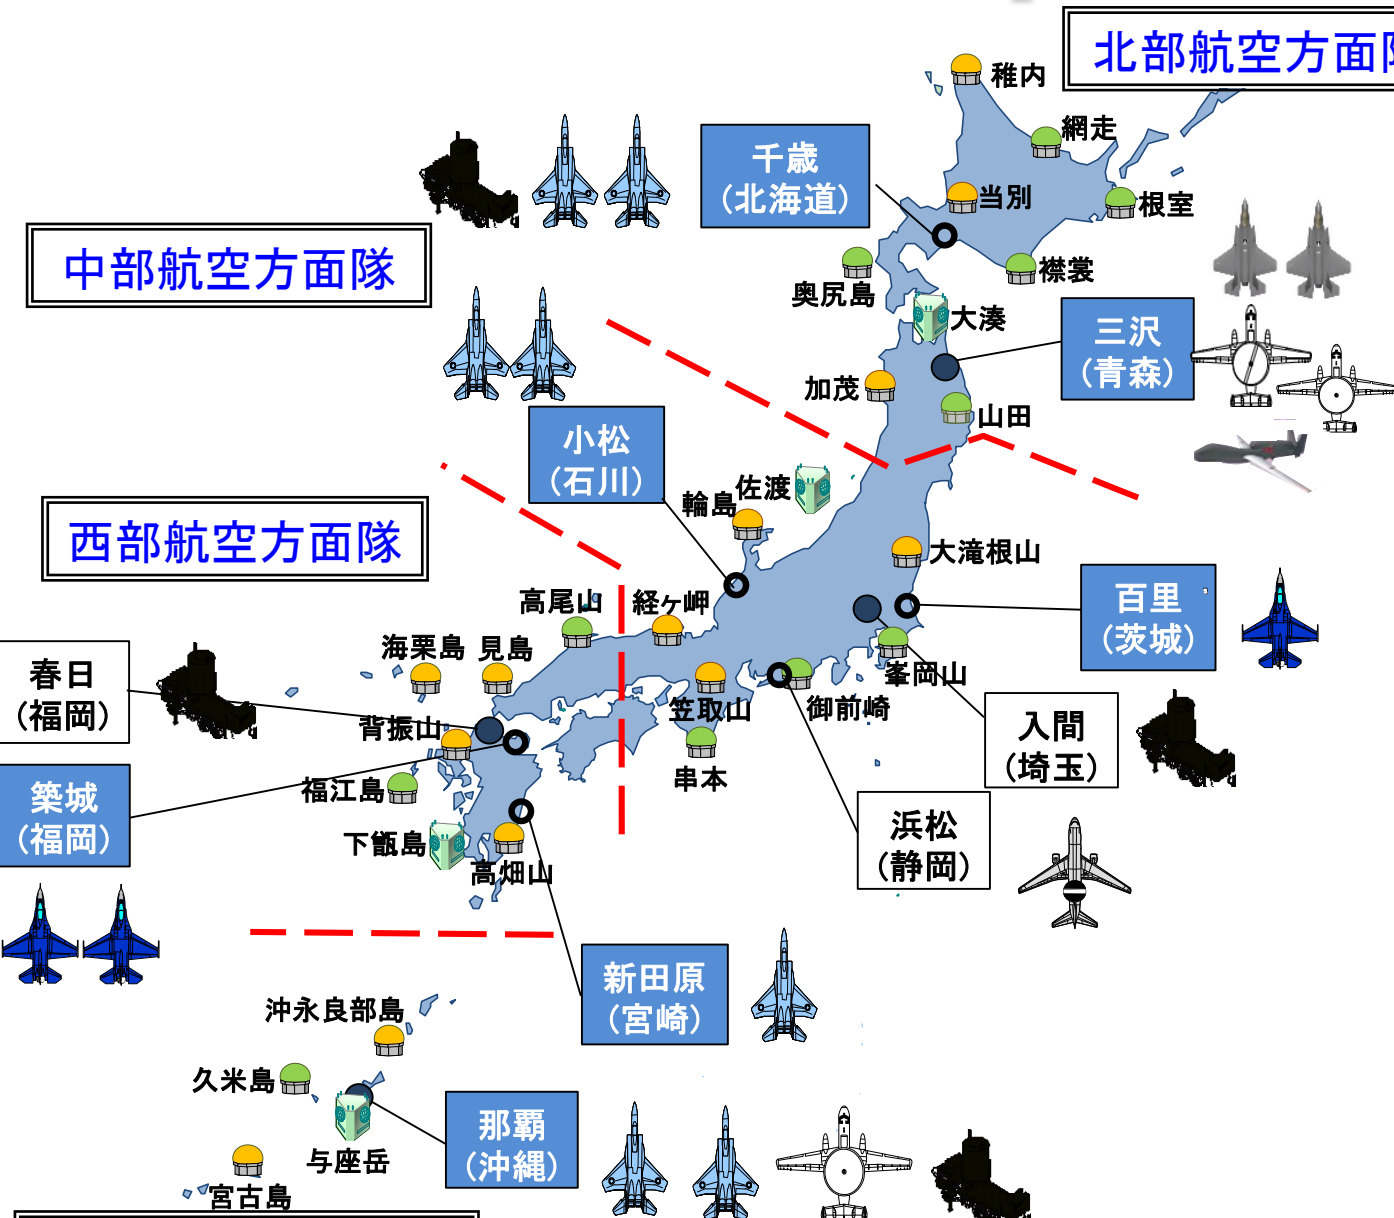 北部航空方面隊
稚内
網走
千歳
（北海道）
当別
根室
中部航空方面隊
襟裳
奥尻島
大湊
三沢
（青森）
加茂
山田
小松
（石川）
佐渡
輪島
西部航空方面隊
大滝根山
百里
（茨城）
高尾山
経ヶ岬
海栗島
見島
春日
（福岡）
峯岡山
笠取山
御前崎
背振山
入間
（埼玉）
串本
福江島
築城
（福岡）
浜松
（静岡）
下甑島
高畑山
新田原
（宮崎）
沖永良部島
久米島
那覇
（沖縄）
与座岳
宮古島